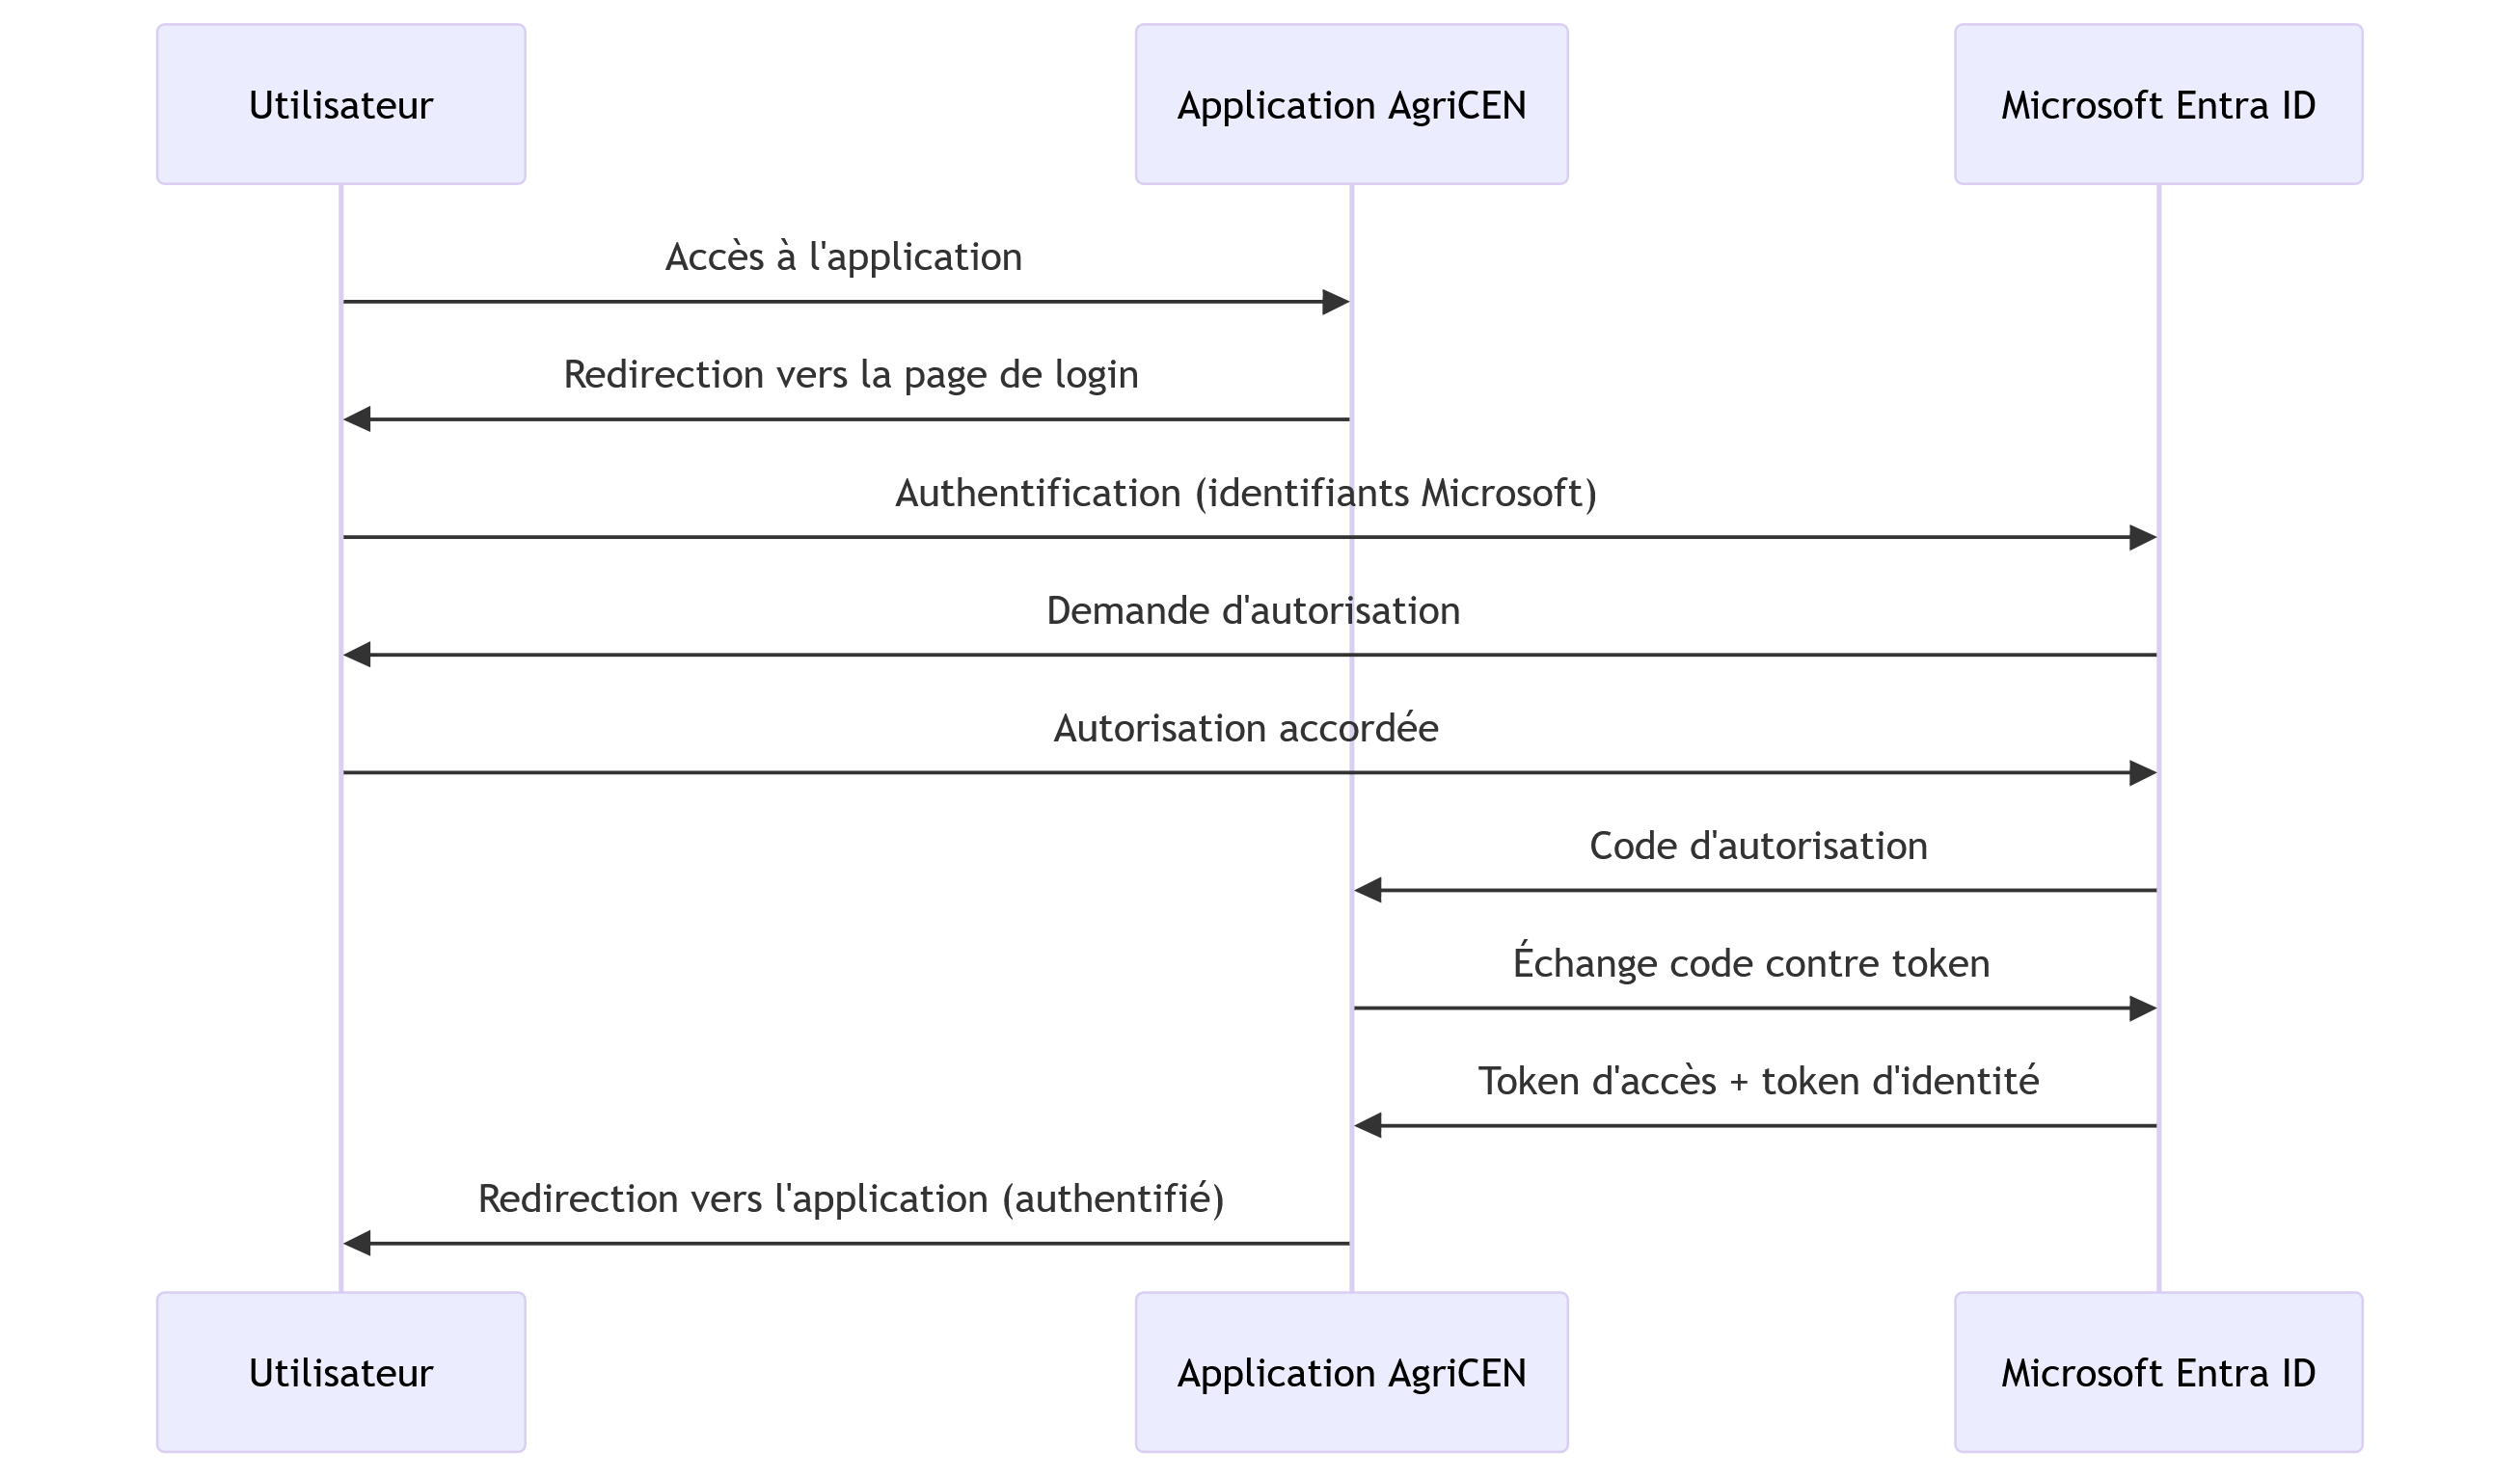 Utilisateur
Application AgriCEN
Microsoft Entra ID
Accès à l'application
Redirection vers la page de login
Authentification (identifiants Microsoft)
Demande d'autorisation
Autorisation accordée
Code d'autorisation
Échange code contre token
Token d'accès + token d'identité
Redirection vers l'application (authentifié)
Utilisateur
Application AgriCEN
Microsoft Entra ID